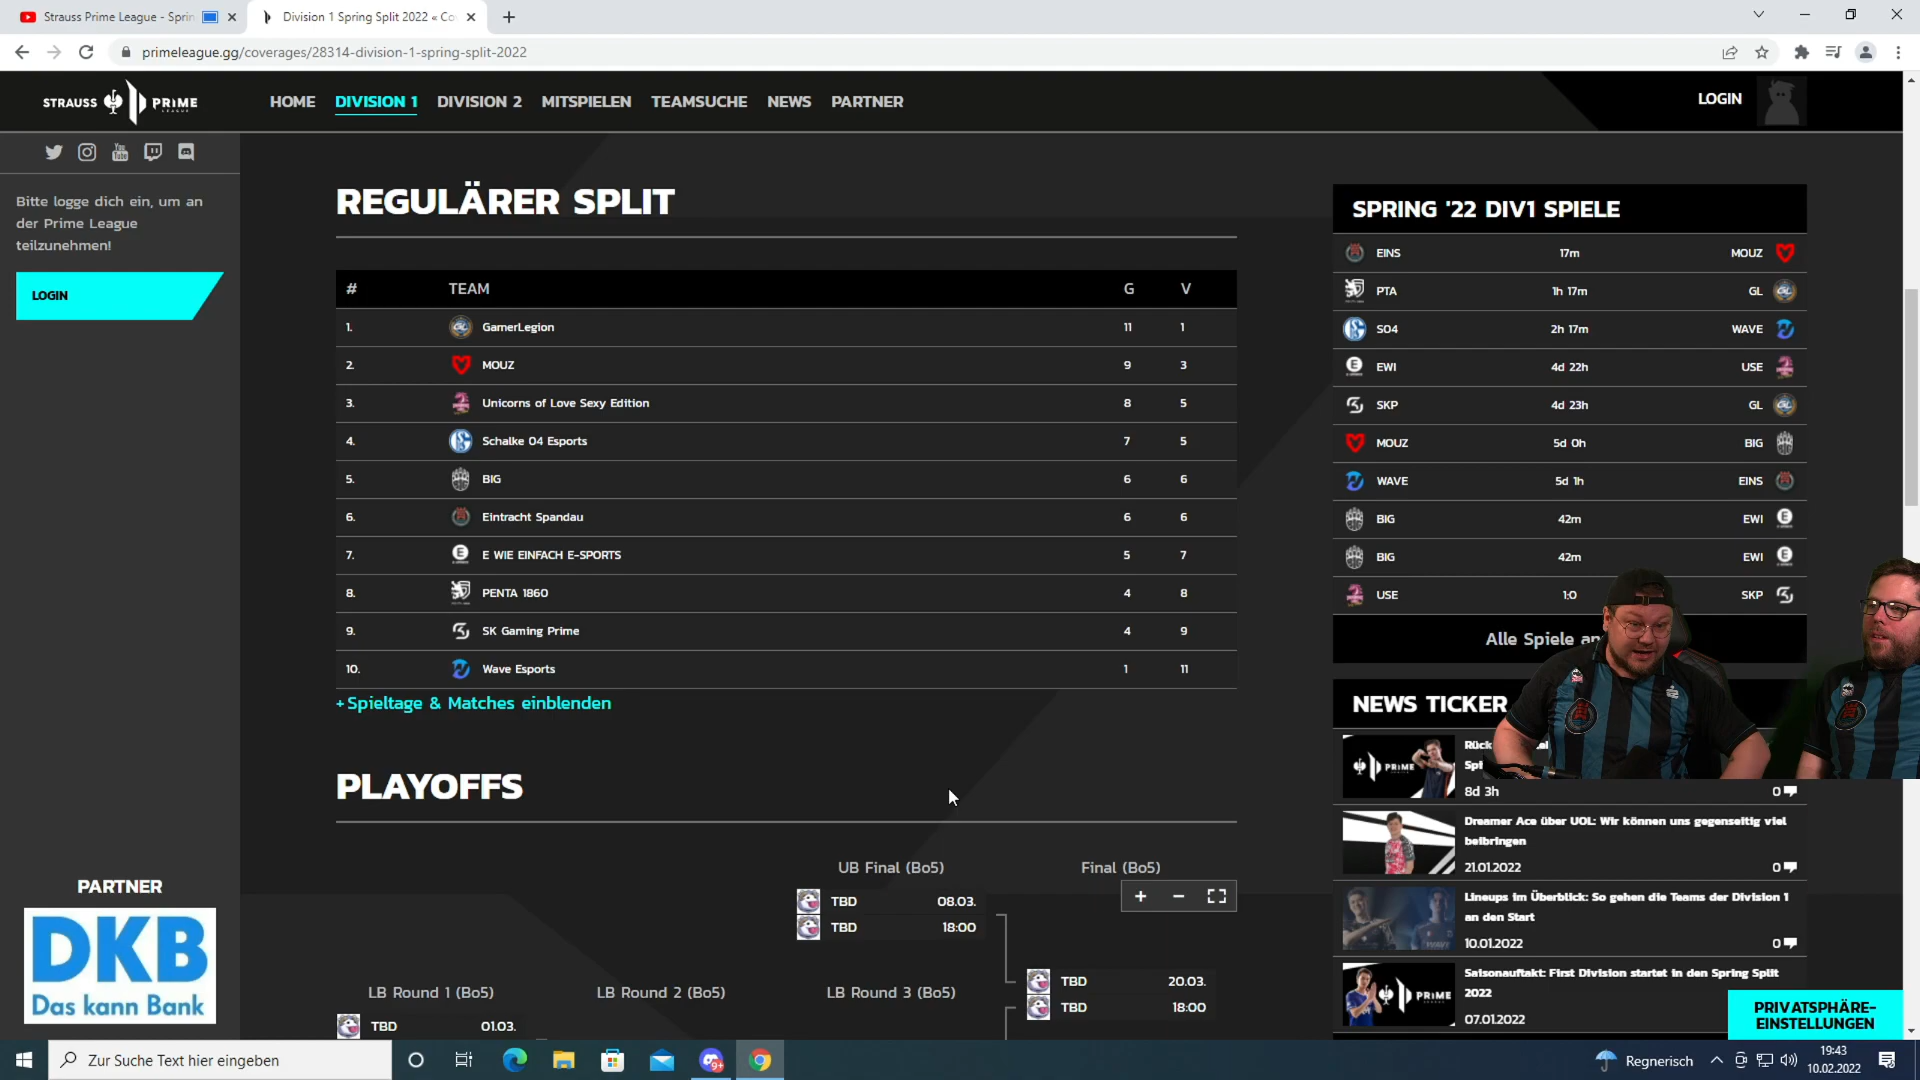 Strauss Prime League - Sprin
Division 1 Spring Split 2022 « Co
primeleague.gg/coverages/28314-division-1-spring-split-2022
STRAUSS PRIME
LEAGUE
HOME DIVISION 1 DIVISION 2 MITSPIELEN TEAMSUCHE NEWS PARTNER
LOGIN
Bitte logge dich ein, um an
der Prime League
teilzunehmen!
LOGIN
REGULÄRER SPLIT
# TEAM G V
1. GamerLegion 11 1
2. MOUZ 9 3
3. Unicorns of Love Sexy Edition 8 5
4. Schalke 04 Esports 7 5
5. BIG 6 6
6. Eintracht Spandau 6 6
7. E WIE EINFACH E-SPORTS 5 7
8. PENTA 1860 4 8
9. SK Gaming Prime 4 9
10. Wave Esports 1 11
+ Spieltage & Matches einblenden
PLAYOFFS
UB Final (Bo5) Final (Bo5)
+ −
TBD 08.03.
TBD 18:00
TBD 20.03.
TBD 18:00
LB Round 1 (Bo5) LB Round 2 (Bo5) LB Round 3 (Bo5)
TBD 01.03.
SPRING '22 DIV1 SPIELE
EINS 17m MOUZ
PTA 1h 17m GL
S04 2h 17m WAVE
EWI 4d 22h USE
SKP 4d 23h GL
MOUZ 5d 0h BIG
WAVE 5d 1h EINS
BIG 42m EWI
BIG 42m EWI
USE 1:0 SKP
Alle Spiele
NEWS TICKER
PRIME
8d 3h 0
Dreamer Ace über UOL: Wir können uns gegenseitig viel
beibringen
21.01.2022 0
Lineups im Überblick: So gehen die Teams der Division 1
an den Start
10.01.2022 0
Saisonauftakt: First Division startet in den Spring Split
2022
07.01.2022
PRIME
PRIVATSPHÄRE-
EINSTELLUNGEN
PARTNER
DKB
Das kann Bank
Zur Suche Text hier eingeben
9+
Regnerisch
19:43
10.02.2022